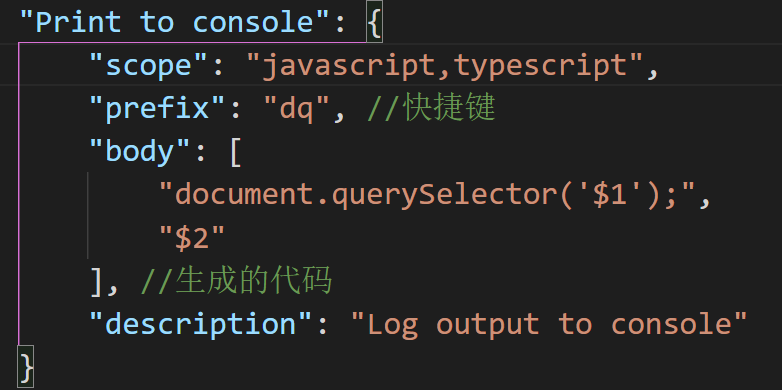 "Print to console": {
"scope": "javascript,typescript",
"prefix": "dq", //快捷键
"body": [
"document.querySelector('$1');",
"$2"
], //生成的代码
"description": "Log output to console"
}